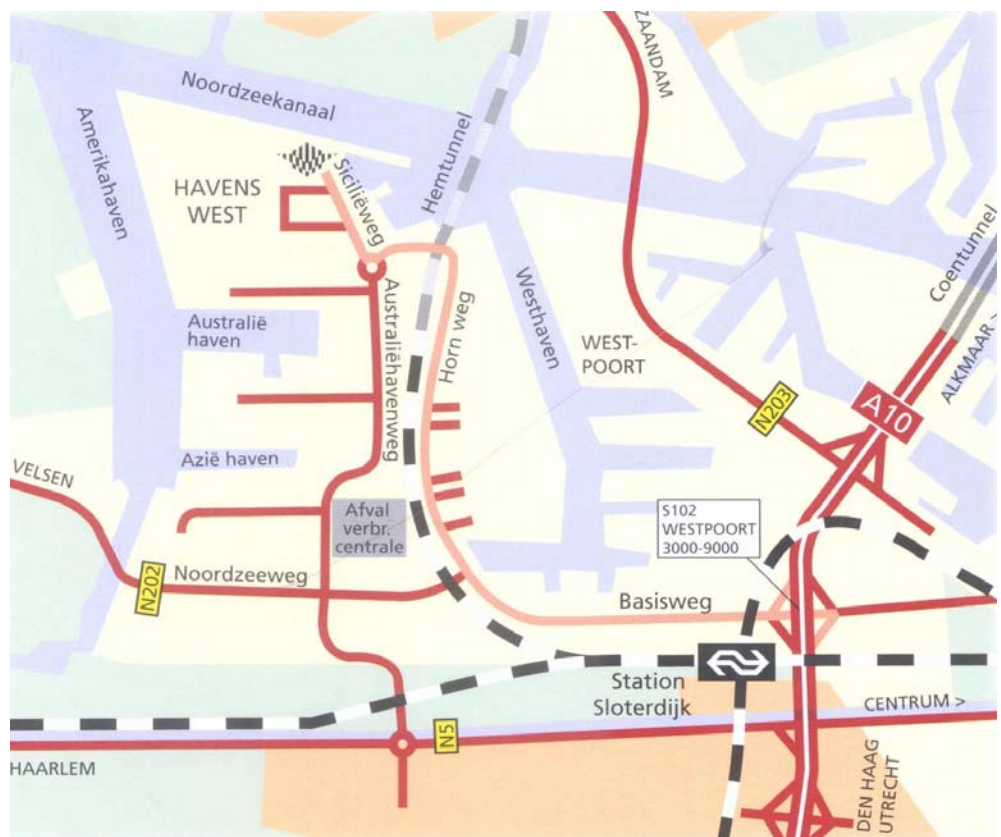 ZAANDAM
Noordzeekanaal
Amerikahaven
Hemtunnel
Siciliëweg
HAVENS
WEST
Coentunnel
Australiëhavenweg
Horn weg
Westhaven
Australië
haven
WEST-
POORT
ALKMAAR >
A10
N203
Azië haven
VELSEN
Afval
verbr.
centrale
S102
WESTPOORT
3000-9000
N202
Noordzeeweg
Basisweg
Station
Sloterdijk
CENTRUM >
N5
HAARLEM
DEN HAAG
UTRECHT